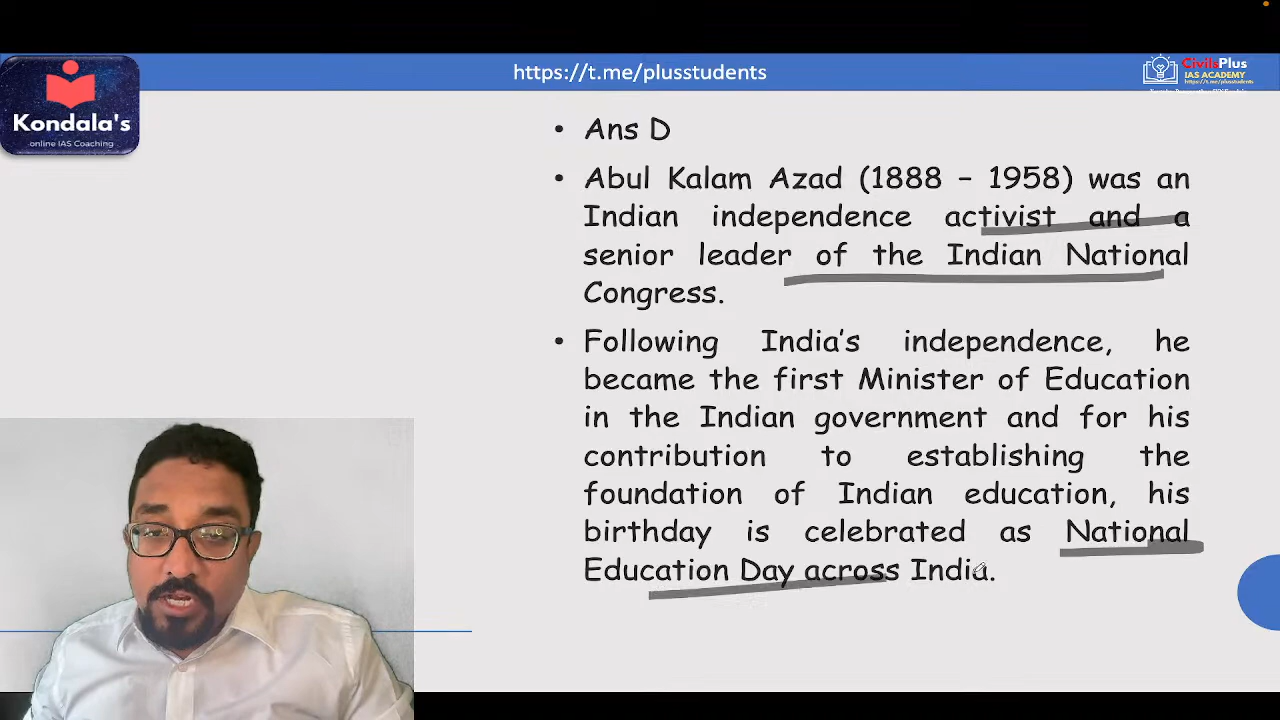 https://t.me/plusstudents
Kondala's
online IAS Coaching
CivilsPlus
IAS ACADEMY
https://t.me/plusstudents
• Ans D
• Abul Kalam Azad (1888 – 1958) was an
Indian independence activist and a
senior leader of the Indian National
Congress.
• Following India's independence, he
became the first Minister of Education
in the Indian government and for his
contribution to establishing the
foundation of Indian education, his
birthday is celebrated as National
Education Day across India.